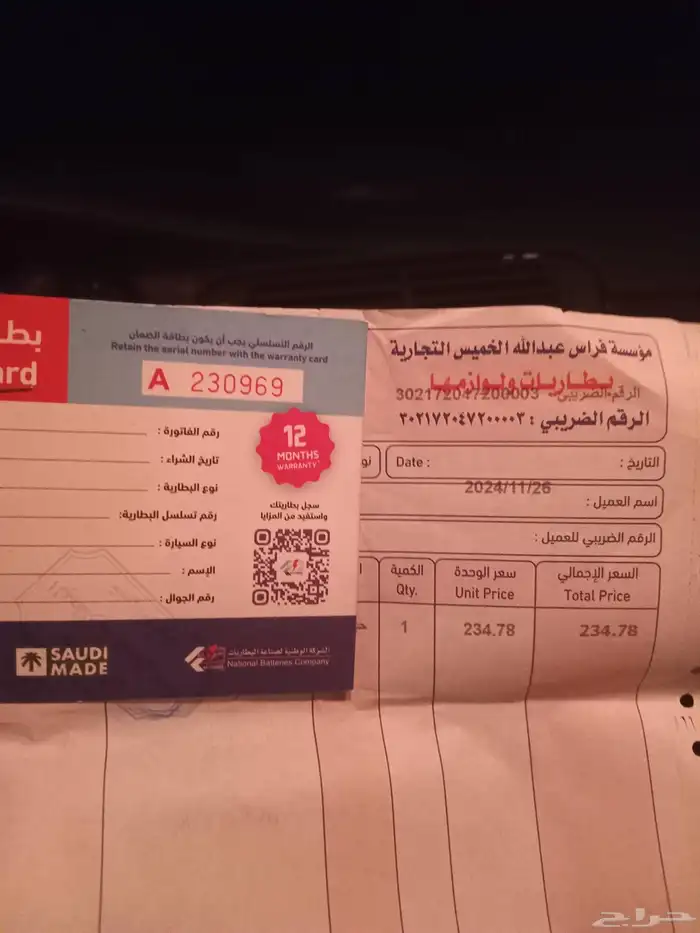 بطا
ard
الرقم التسلسلي يجب أن يكون بطاقة الضمان
Retain the serial number with the warranty card
A 230969
12
MONTHS
WARRANTY
رقم الفاتورة :
تاريخ الشراء :
نوع البطارية :
رقم تسلسل البطارية:
نوع السيارة :
الإسم :
رقم الجوال :
سجل بطاريتك
واستفيد من المزايا
SAUDI
MADE
الشركة الوطنية لصناعة البطاريات
National Batteries Company
مؤسسة فراس عبدالله الخميس التجارية
بطاريات ولوازمها
الرقم الضريبي 302172047200003
الرقم الضريبي : ٣٠٢١٧٢٠٤٧٢٠٠٠٠٣
نو
Date :
التاريخ :
2024/11/26
اسم العميل :
الرقم الضريبي للعميل :
الكمية
Qty.
سعر الوحدة
Unit Price
السعر الإجمالي
Total Price
1
234.78
234.78
حراج